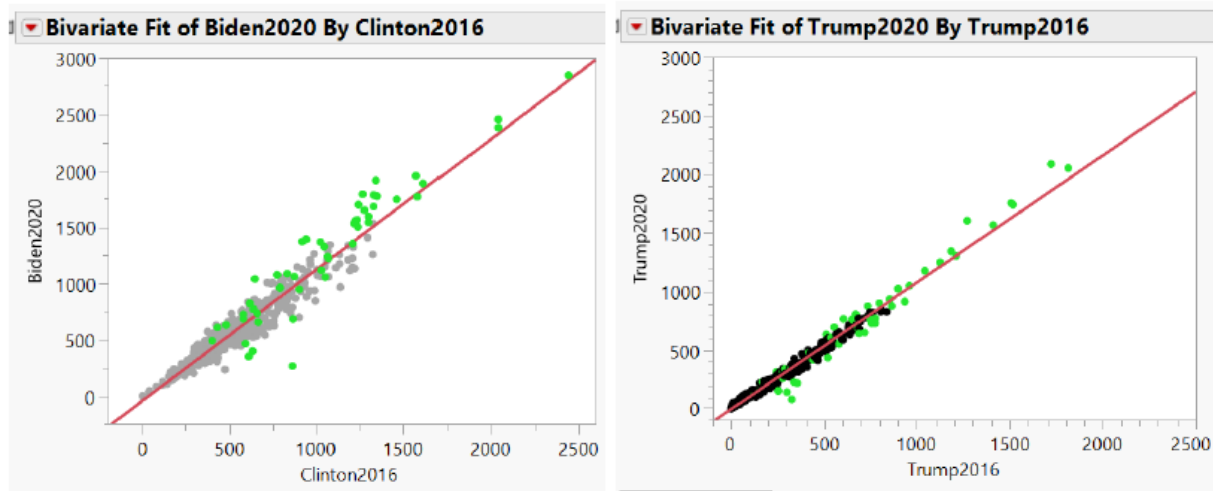 Bivariate Fit of Biden2020 By Clinton2016
3000
2500
2000
1500
1000
500
0
Biden2020
0 500 1000 1500 2000 2500
Clinton2016
Bivariate Fit of Trump2020 By Trump2016
3000
2500
2000
1500
1000
500
0
Trump2020
0 500 1000 1500 2000 2500
Trump2016